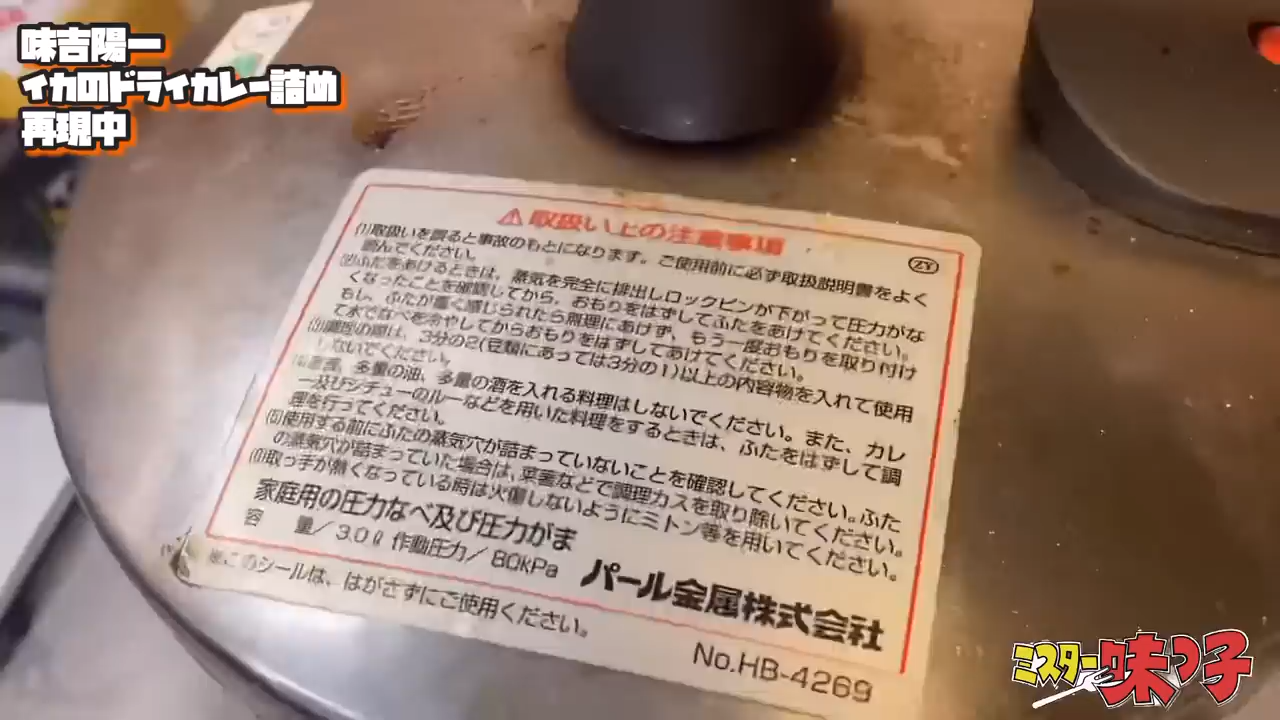 味吉陽一
イカのドライカレー詰め
再現中
⚠取扱い上の注意事項
ZY
(1)取扱いを誤ると事故のもとになります。ご使用前に必ず取扱説明書をよく
読んでください。
(2)ふたをあけるときは、蒸気を完全に排出しロックピンが下がって圧力がな
くなったことを確認してから、おもりをはずしてふたをあけてください。
もし、ふたが重く感じられたら無理にあけず、もう一度おもりを取り付け
て水でなべを冷やしてからおもりをはずしてあけてください。
(3)調理の際は、3分の2(豆類にあっては3分の1)以上の内容物を入れて使用
しないでください。
(4)重曹、多量の油、多量の酒を入れる料理はしないでください。また、カレ
ー及びシチューのルーなどを用いた料理をするときは、ふたをはずして調
理を行ってください。
(5)使用する前にふたの蒸気穴が詰まっていないことを確認してください。ふた
の蒸気穴が詰まっていた場合は、菜箸などで調理カスを取り除いてください。
(6)取っ手が熱くなっている時は火傷しないようにミトン等を用いてください。
家庭用の圧力なべ及び圧力がま
容 量/3.0ℓ 作動圧力/80kPa
パール金属株式会社
※このシールは、はがさずにご使用ください。
No.HB-4269
ミスター味っ子